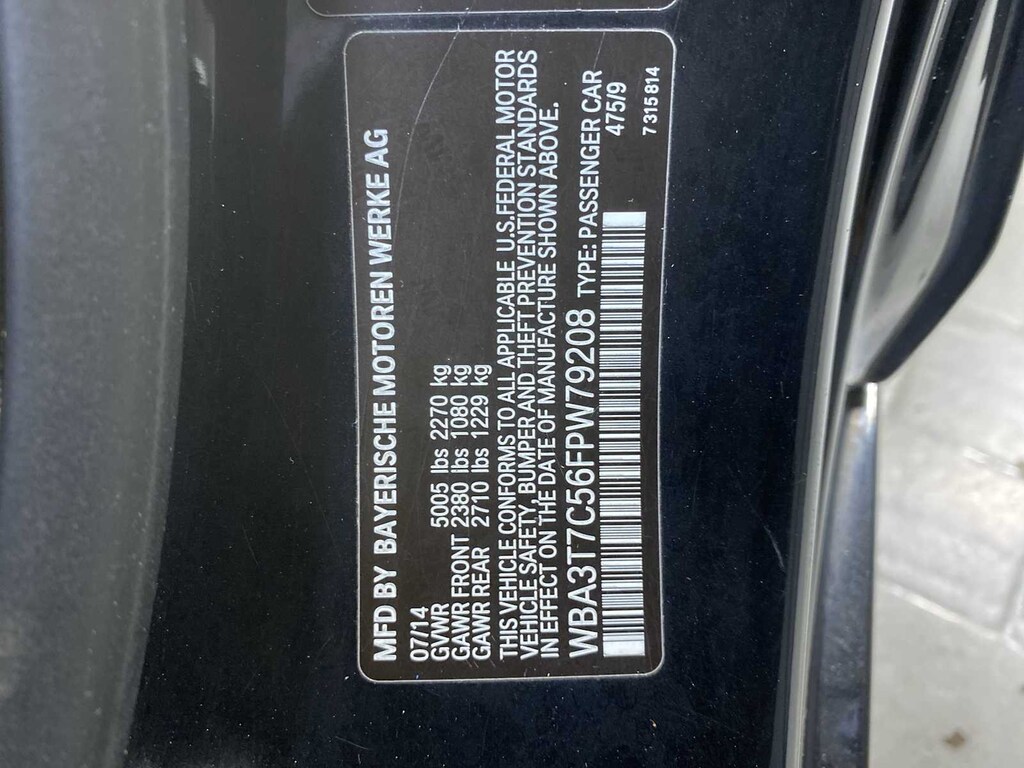 MFD BY BAYERISCHE MOTOREN WERKE AG
07/14
GVWR 5005 lbs 2270 kg
GAWR FRONT 2380 lbs 1080 kg
GAWR REAR 2710 lbs 1229 kg
THIS VEHICLE CONFORMS TO ALL APPLICABLE U.S.FEDERAL MOTOR
VEHICLE SAFETY, BUMPER AND THEFT PREVENTION STANDARDS
IN EFFECT ON THE DATE OF MANUFACTURE SHOWN ABOVE.
WBA3T7C56FPW79208 TYPE: PASSENGER CAR
475/9
7 315 814